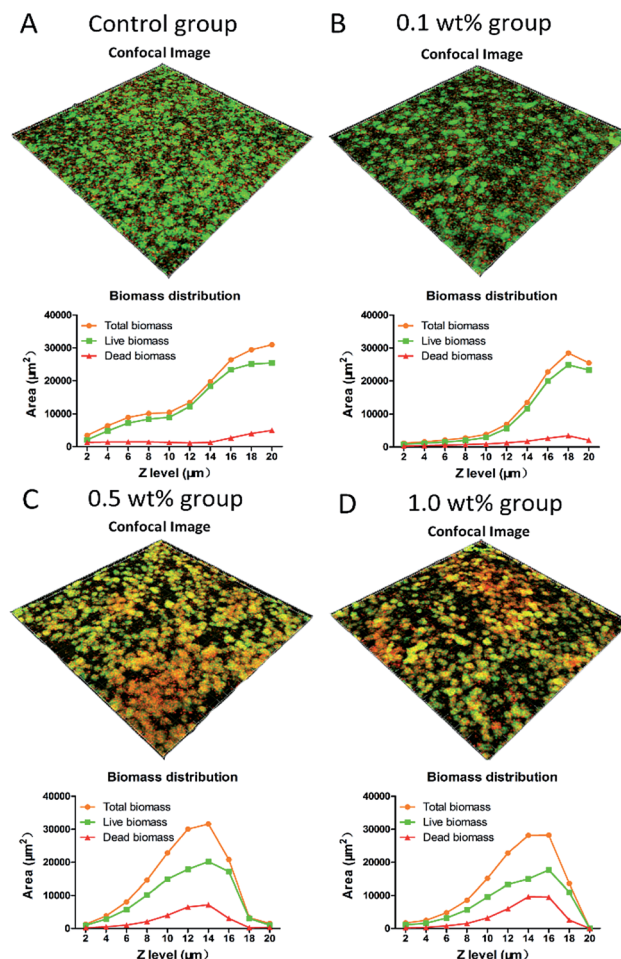 A Control group
Confocal Image
Biomass distribution
40000
30000
20000
10000
0
Area (µm²)
Total biomass
Live biomass
Dead biomass
2 4 6 8 10 12 14 16 18 20
Z level (µm)
B 0.1 wt% group
Confocal Image
Biomass distribution
40000
30000
20000
10000
0
Area (µm²)
Total biomass
Live biomass
Dead biomass
2 4 6 8 10 12 14 16 18 20
Z level (µm)
C 0.5 wt% group
Confocal Image
Biomass distribution
40000
30000
20000
10000
0
Area (µm²)
Total biomass
Live biomass
Dead biomass
2 4 6 8 10 12 14 16 18 20
Z level (µm)
D 1.0 wt% group
Confocal Image
Biomass distribution
40000
30000
20000
10000
0
Area (µm²)
Total biomass
Live biomass
Dead biomass
2 4 6 8 10 12 14 16 18 20
Z level (µm)